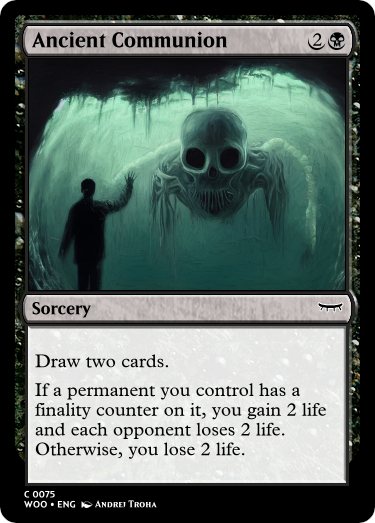 Ancient Communion 2
Sorcery
Draw two cards.
If a permanent you control has a
finality counter on it, you gain 2 life
and each opponent loses 2 life.
Otherwise, you lose 2 life.
C 0075
WOO • ENG Andrei Troha